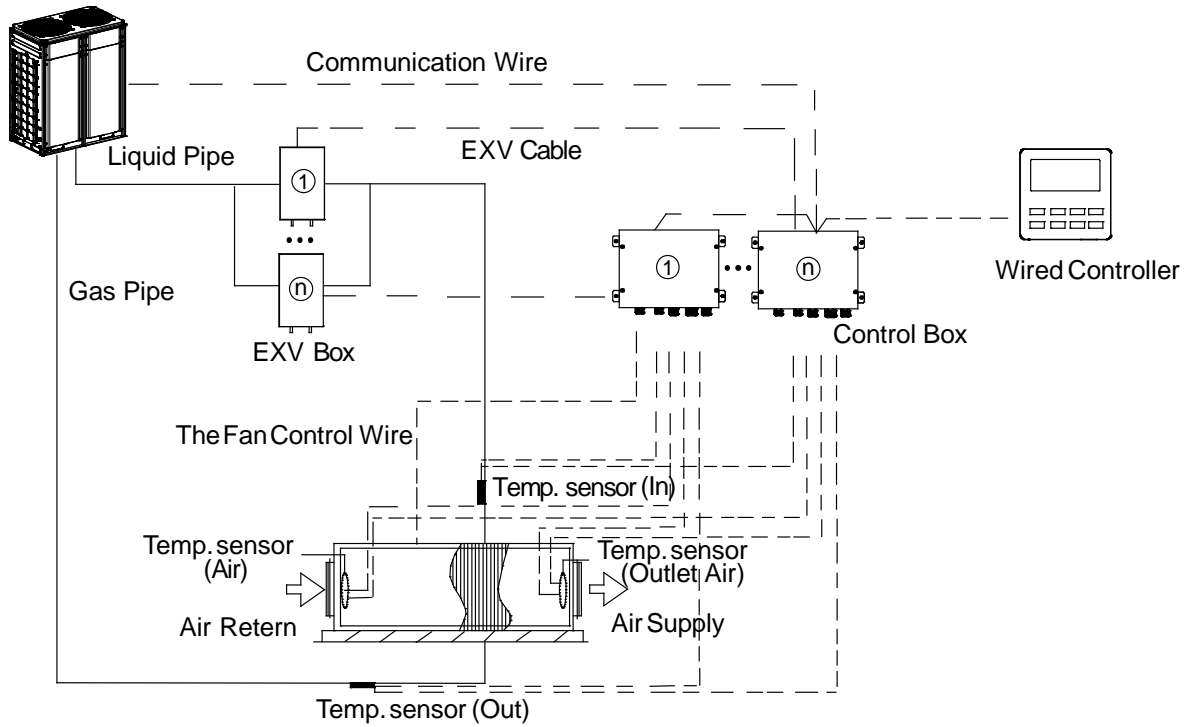 Communication Wire
Liquid Pipe
EXV Cable
1
Gas Pipe
n
EXV Box
1
n
Wired Controller
Control Box
The Fan Control Wire
Temp. sensor (In)
Temp. sensor
(Air)
Temp. sensor
(Outlet Air)
Air Retern
Air Supply
Temp. sensor (Out)